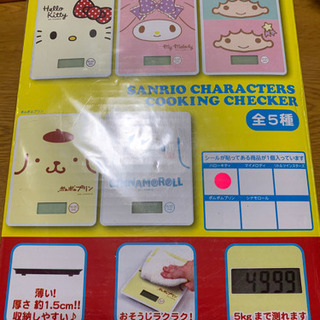 Hello Kitty
My Melody
SANRIO CHARACTERS
COOKING CHECKER
全5種
シールが貼ってある商品が1個入っています
ハローキティ
マイメロディ
ポムポムプリン
シナモロール
ポムポムプリン
CINNAMOROLL
薄い!
厚さ約1.5cm!!
収納しやすい♪
おそうじラクラク!
4999
5kgまで測れます